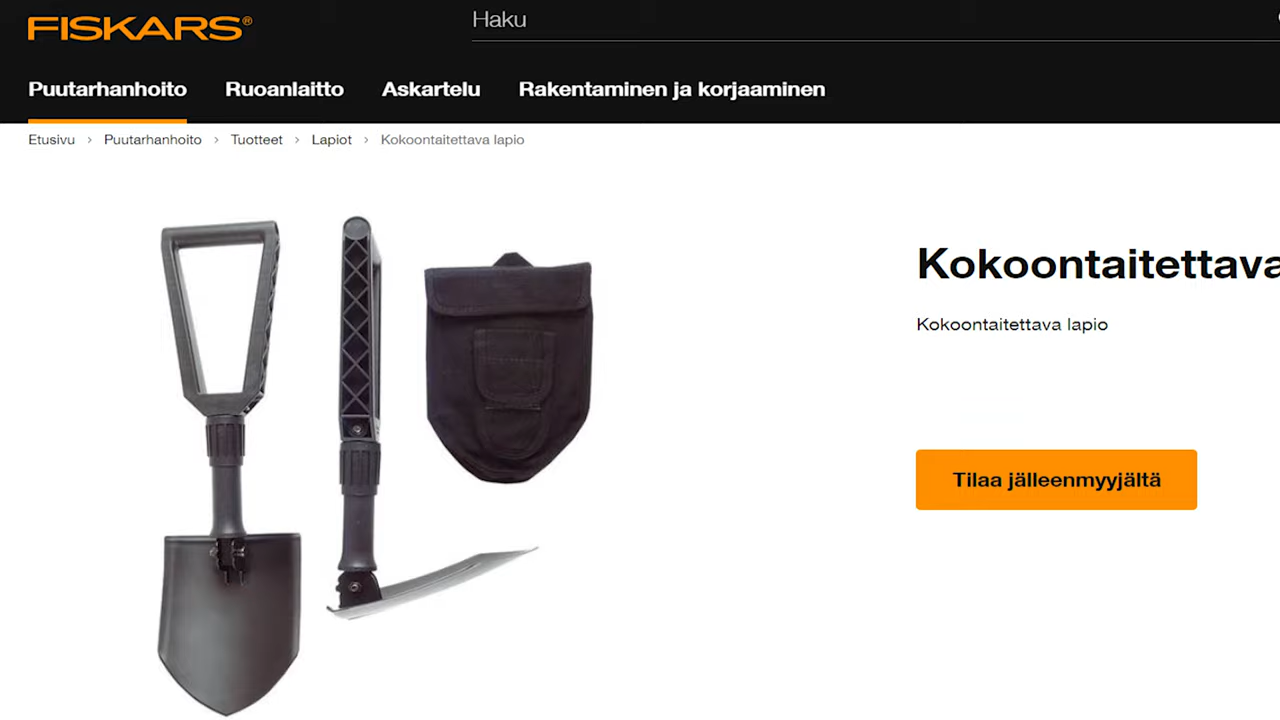 FISKARS®
Haku
Puutarhanhoito Ruoanlaitto Askartelu Rakentaminen ja korjaaminen
Etusivu > Puutarhanhoito > Tuotteet > Lapiot > Kokoontaitettava lapio
Kokoontaitettava
Kokoontaitettava lapio
Tilaa jälleenmyyjältä